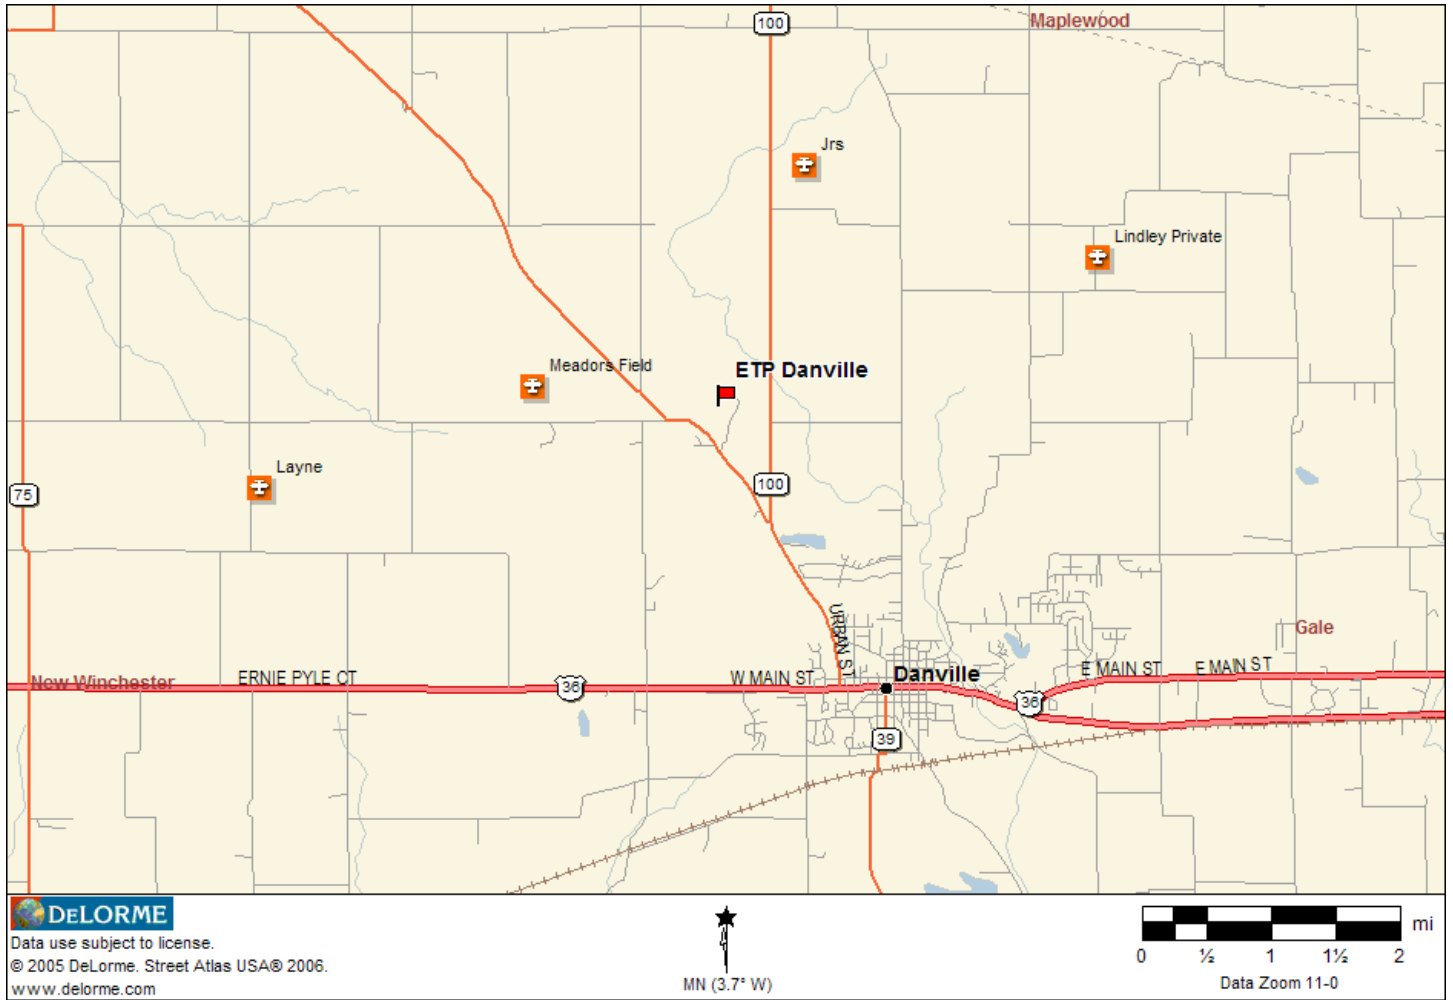 100
Maplewood
Jrs
Lindley Private
Meadors Field
ETP Danville
Layne
75
100
URBAN ST
Gale
New Winchester
ERNIE PYLE CT
36
W MAIN ST
Danville
E MAIN ST
E MAIN ST
36
39
DELORME
Data use subject to license.
© 2005 DeLorme. Street Atlas USA® 2006.
www.delorme.com
MN (3.7° W)
mi
0 ½ 1 1½ 2
Data Zoom 11-0